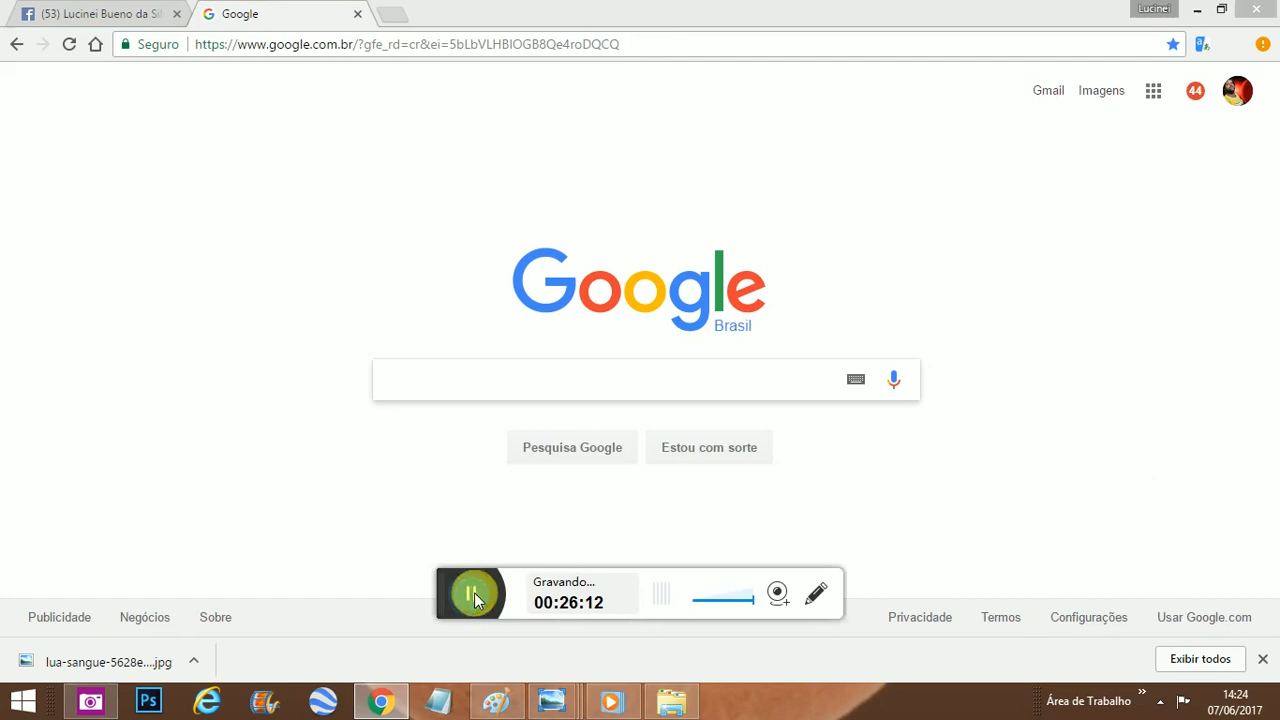 (53) Lucinei Bueno da Sil
Google
Lucinei
Seguro
https://www.google.com.br/?gfe_rd=cr&ei=5bLbVLHBIOGB8Qe4roDQCQ
Gmail
Imagens
44
Google
Brasil
Pesquisa Google
Estou com sorte
Gravando...
00:26:12
Publicidade
Negócios
Sobre
Privacidade
Termos
Configurações
Usar Google.com
lua-sangue-5628e....jpg
Exibir todos
Ps
Área de Trabalho
14:24
07/06/2017